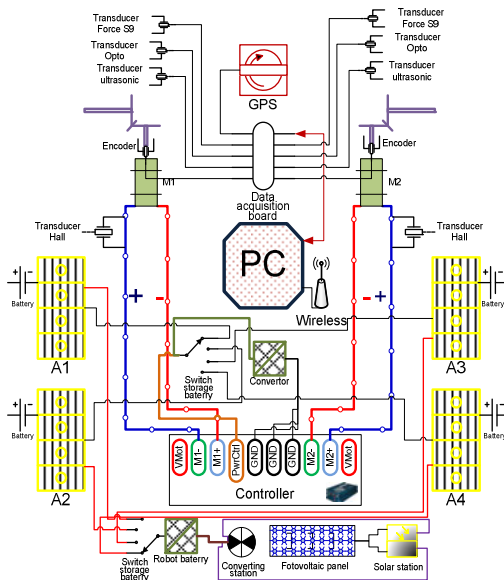 Transducer
Force S9
Transducer
Opto
Transducer
ultrasonic
Transducer
Force S9
Transducer
Opto
Transducer
ultrasonic
GPS
Encoder
Encoder
M1
M2
Data
acquisition
board
Transducer
Hall
Transducer
Hall
PC
Wireless
+
-
-
+
+ -
Battery
A1
+ -
Battery
A3
Switch
storage
baterry
Convertor
+ -
Battery
A2
+ -
Battery
A4
VMot
M1-
M1+
PwrCtrl
GND
GND
GND
M2-
M2+
VMot
Controller
Switch
storage
baterry
Robot baterry
Converting
station
Fotovoltaic panel
Solar station